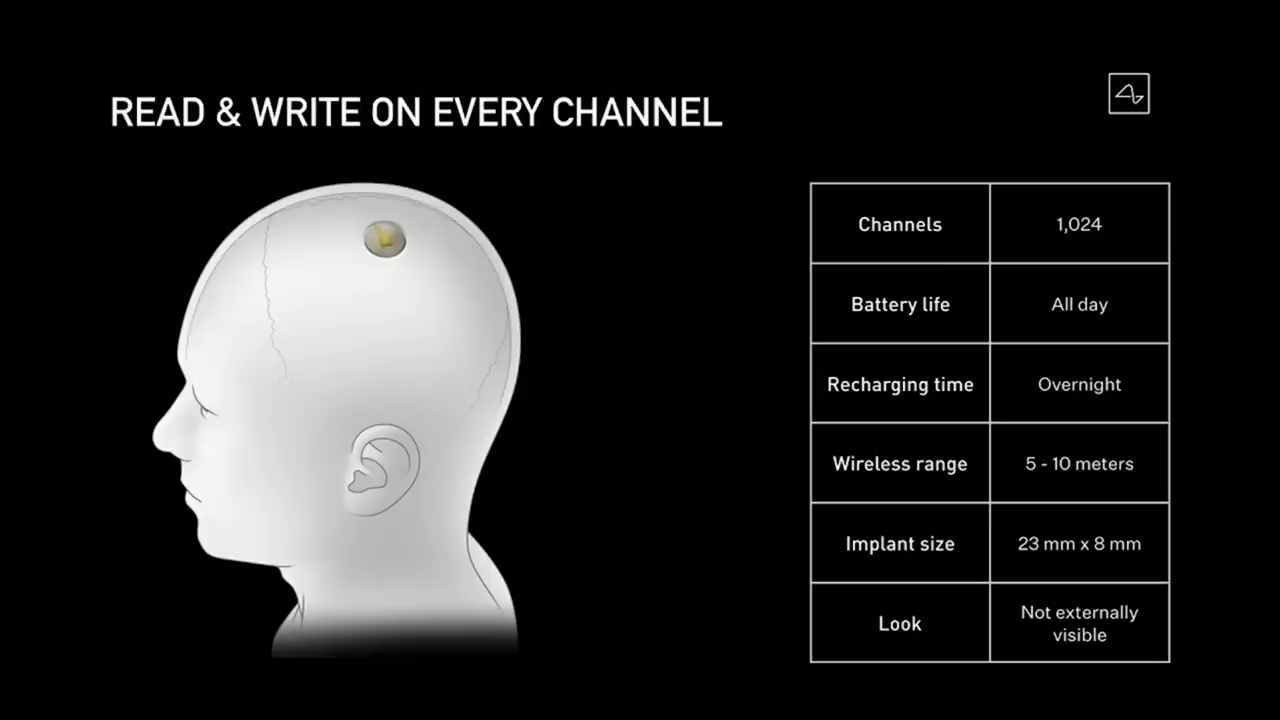 READ & WRITE ON EVERY CHANNEL
Channels 1,024
Battery life All day
Recharging time Overnight
Wireless range 5 - 10 meters
Implant size 23 mm x 8 mm
Look Not externally
visible